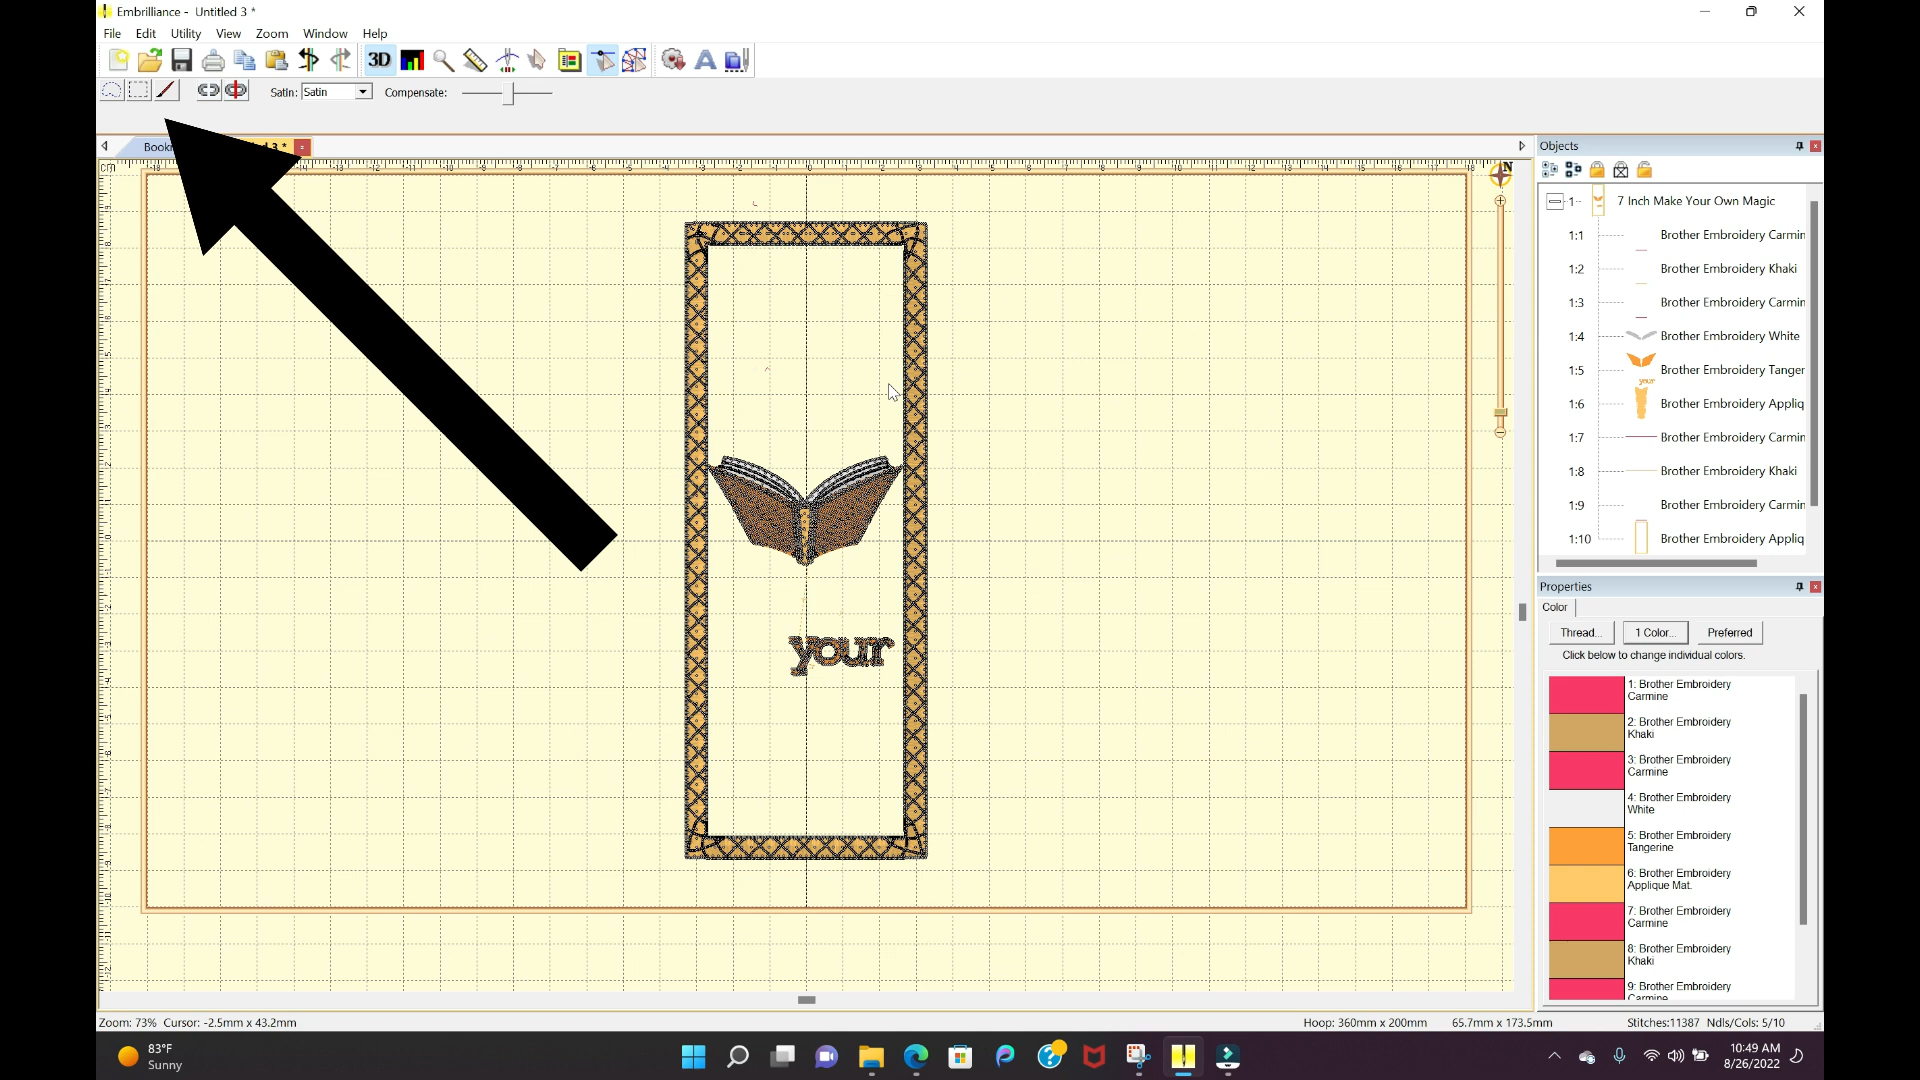 Embrilliance - Untitled 3 *
File Edit Utility View Zoom Window Help
3D
Satin: Satin Compensate:
3 *
cm
N
Objects
1 7 Inch Make Your Own Magic
1:1 Brother Embroidery Carmin
1:2 Brother Embroidery Khaki
1:3 Brother Embroidery Carmin
1:4 Brother Embroidery White
1:5 Brother Embroidery Tanger
your
1:6 Brother Embroidery Appliq
1:7 Brother Embroidery Carmin
1:8 Brother Embroidery Khaki
1:9 Brother Embroidery Carmin
1:10 Brother Embroidery Appliq
your
Properties
Color
Thread... 1 Color... Preferred
Click below to change individual colors.
1: Brother Embroidery
Carmine
2: Brother Embroidery
Khaki
3: Brother Embroidery
Carmine
4: Brother Embroidery
White
5: Brother Embroidery
Tangerine
6: Brother Embroidery
Applique Mat.
7: Brother Embroidery
Carmine
8: Brother Embroidery
Khaki
9: Brother Embroidery
Carmine
Zoom: 73% Cursor: -2.5mm x 43.2mm
Hoop: 360mm x 200mm 65.7mm x 173.5mm Stitches:11387 Ndls/Cols: 5/10
83°F
Sunny
10:49 AM
8/26/2022